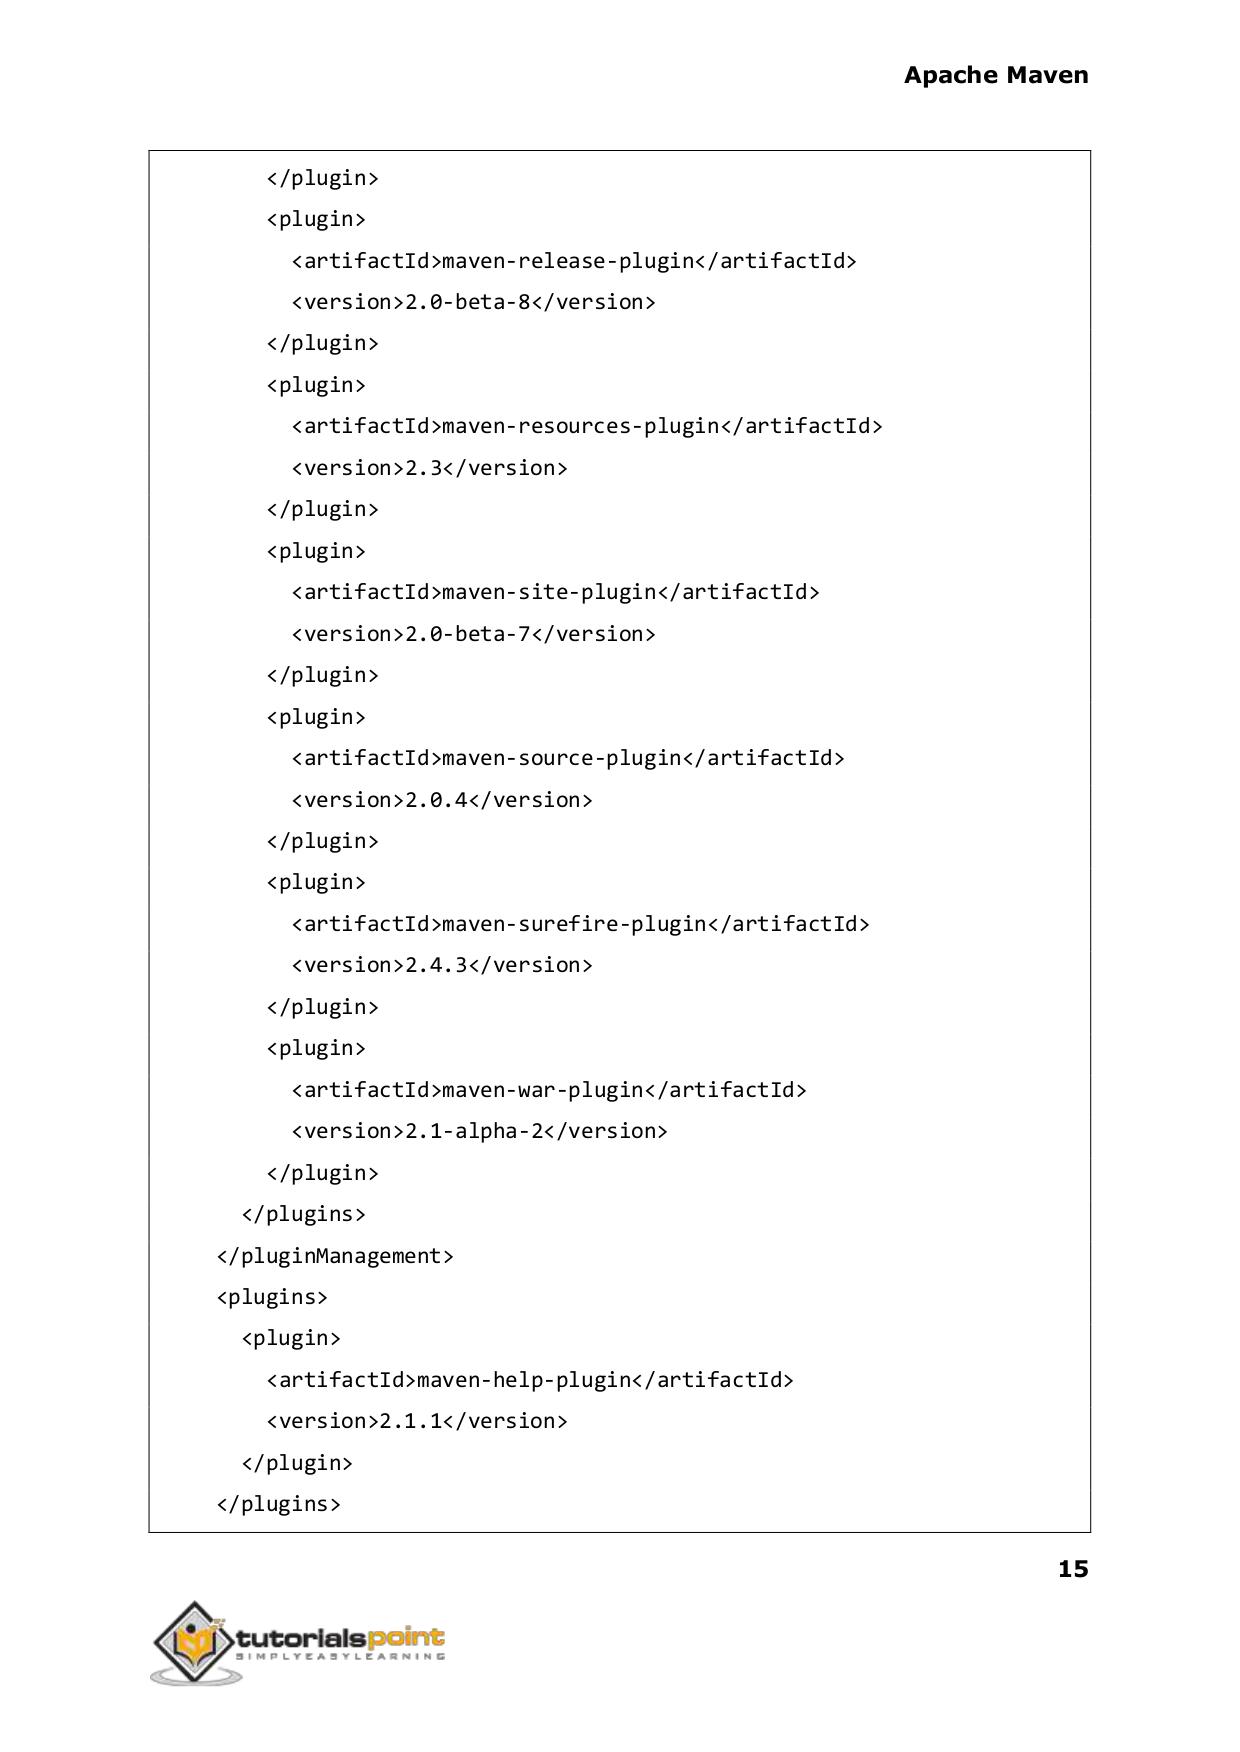 Apache Maven
</plugin>
<plugin>
<artifactId>maven-release-plugin</artifactId>
<version>2.0-beta-8</version>
</plugin>
<plugin>
<artifactId>maven-resources-plugin</artifactId>
<version>2.3</version>
</plugin>
<plugin>
<artifactId>maven-site-plugin</artifactId>
<version>2.0-beta-7</version>
</plugin>
<plugin>
<artifactId>maven-source-plugin</artifactId>
<version>2.0.4</version>
</plugin>
<plugin>
<artifactId>maven-surefire-plugin</artifactId>
<version>2.4.3</version>
</plugin>
<plugin>
<artifactId>maven-war-plugin</artifactId>
<version>2.1-alpha-2</version>
</plugin>
</plugins>
</pluginManagement>
<plugins>
<plugin>
<artifactId>maven-help-plugin</artifactId>
<version>2.1.1</version>
</plugin>
</plugins>
15
tutorialspoint
SIMPLYEASYLEARNING